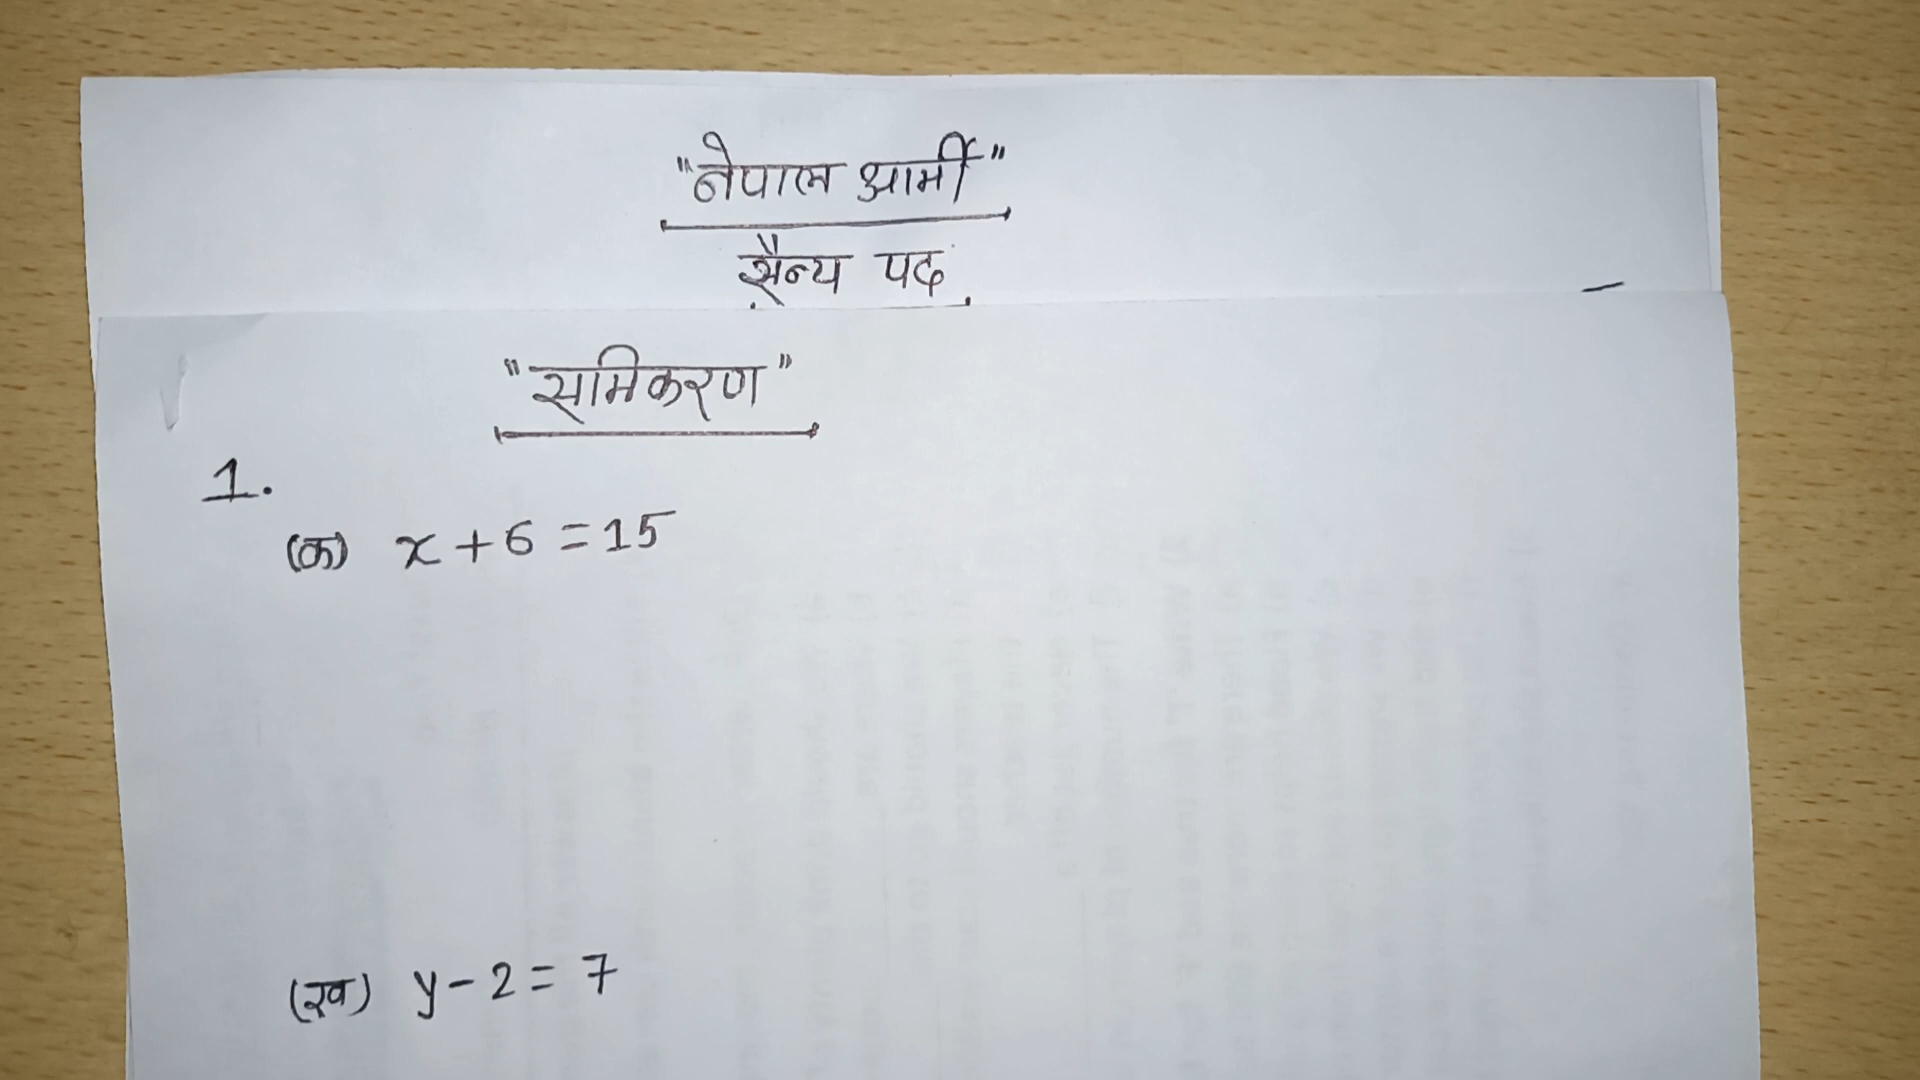 "नेपाल आर्मी"
सैन्य पद
"समिकरण"
1.
(क) x + 6 = 15
(ख) y - 2 = 7